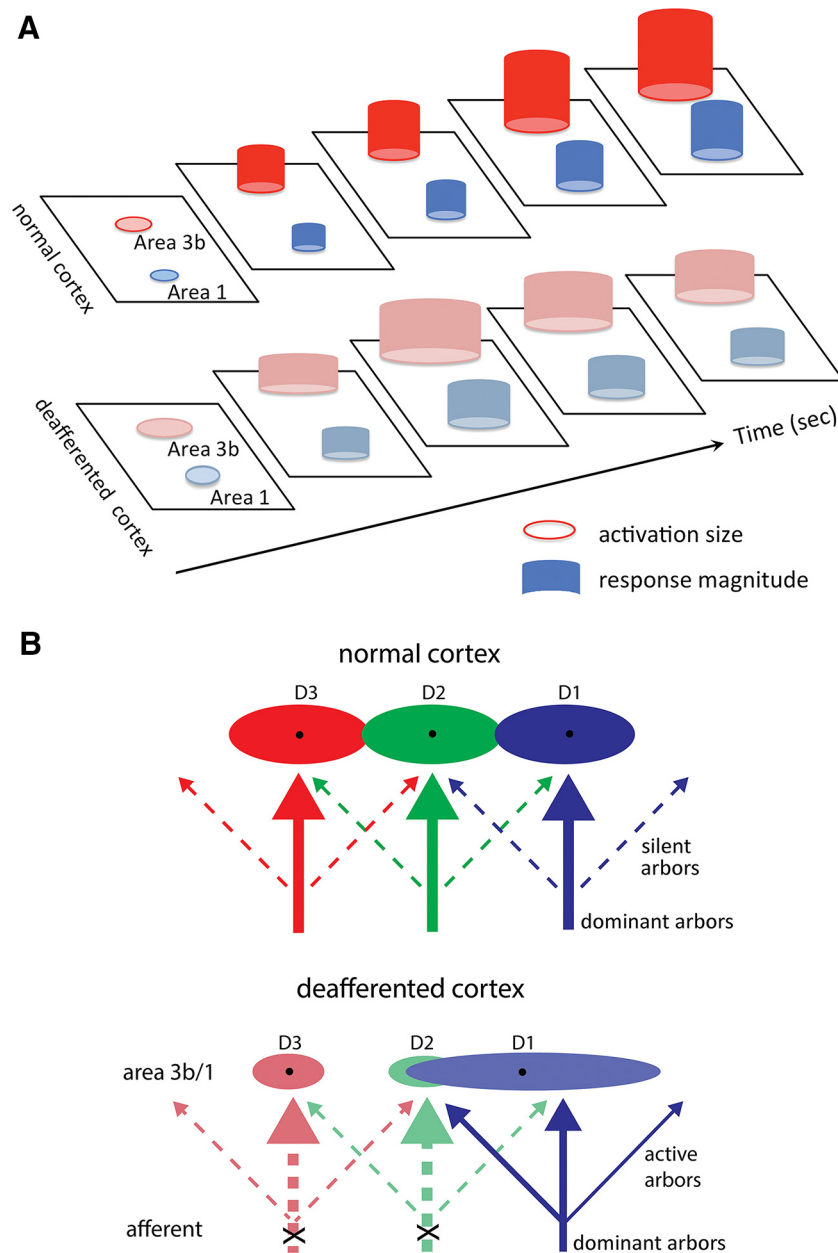 A
normal cortex
Area 3b
Area 1
deafferented cortex
Area 3b
Area 1
Time (sec)
activation size
response magnitude
B
normal cortex
D3 D2 D1
silent
arbors
dominant arbors
deafferented cortex
D3 D2 D1
area 3b/1
active
arbors
afferent
X X
dominant arbors